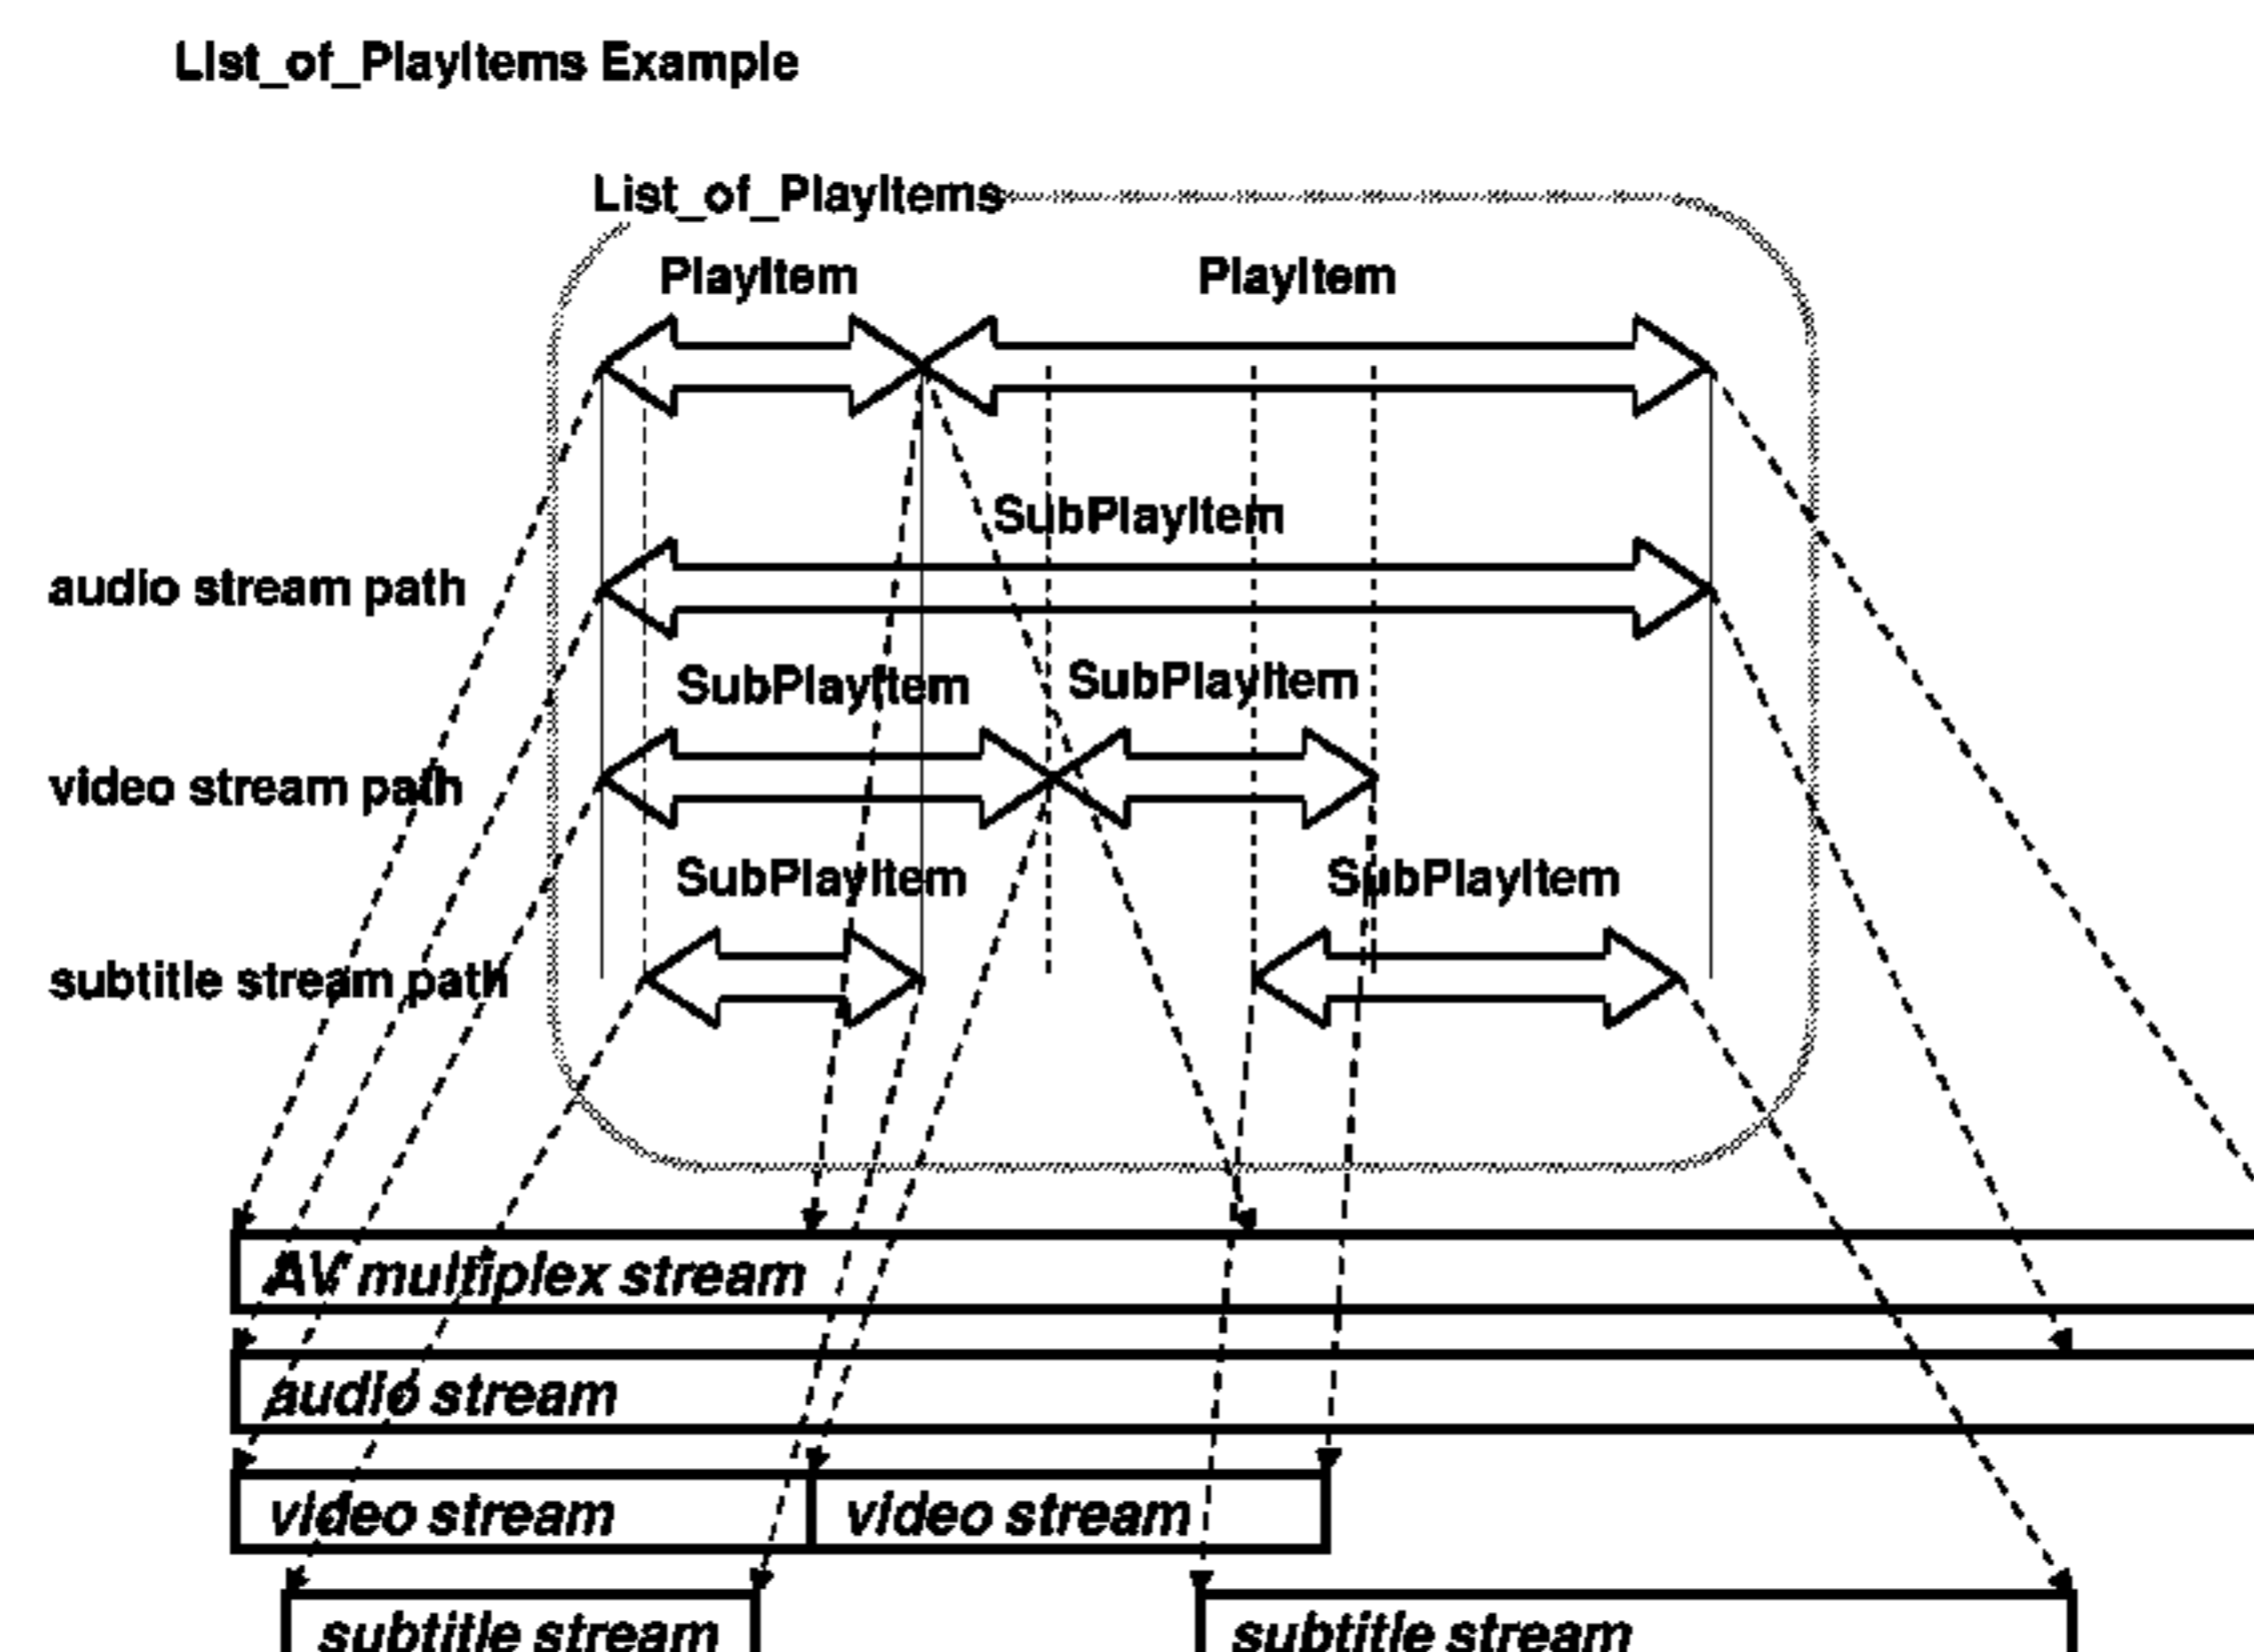 List_of_PlayItems Example
List_of_PlayItems
PlayItem PlayItem
SubPlayItem
audio stream path
SubPlayItem SubPlayItem
video stream path
SubPlayItem SubPlayItem
subtitle stream path
AV multiplex stream
audio stream
video stream video stream
subtitle stream subtitle stream